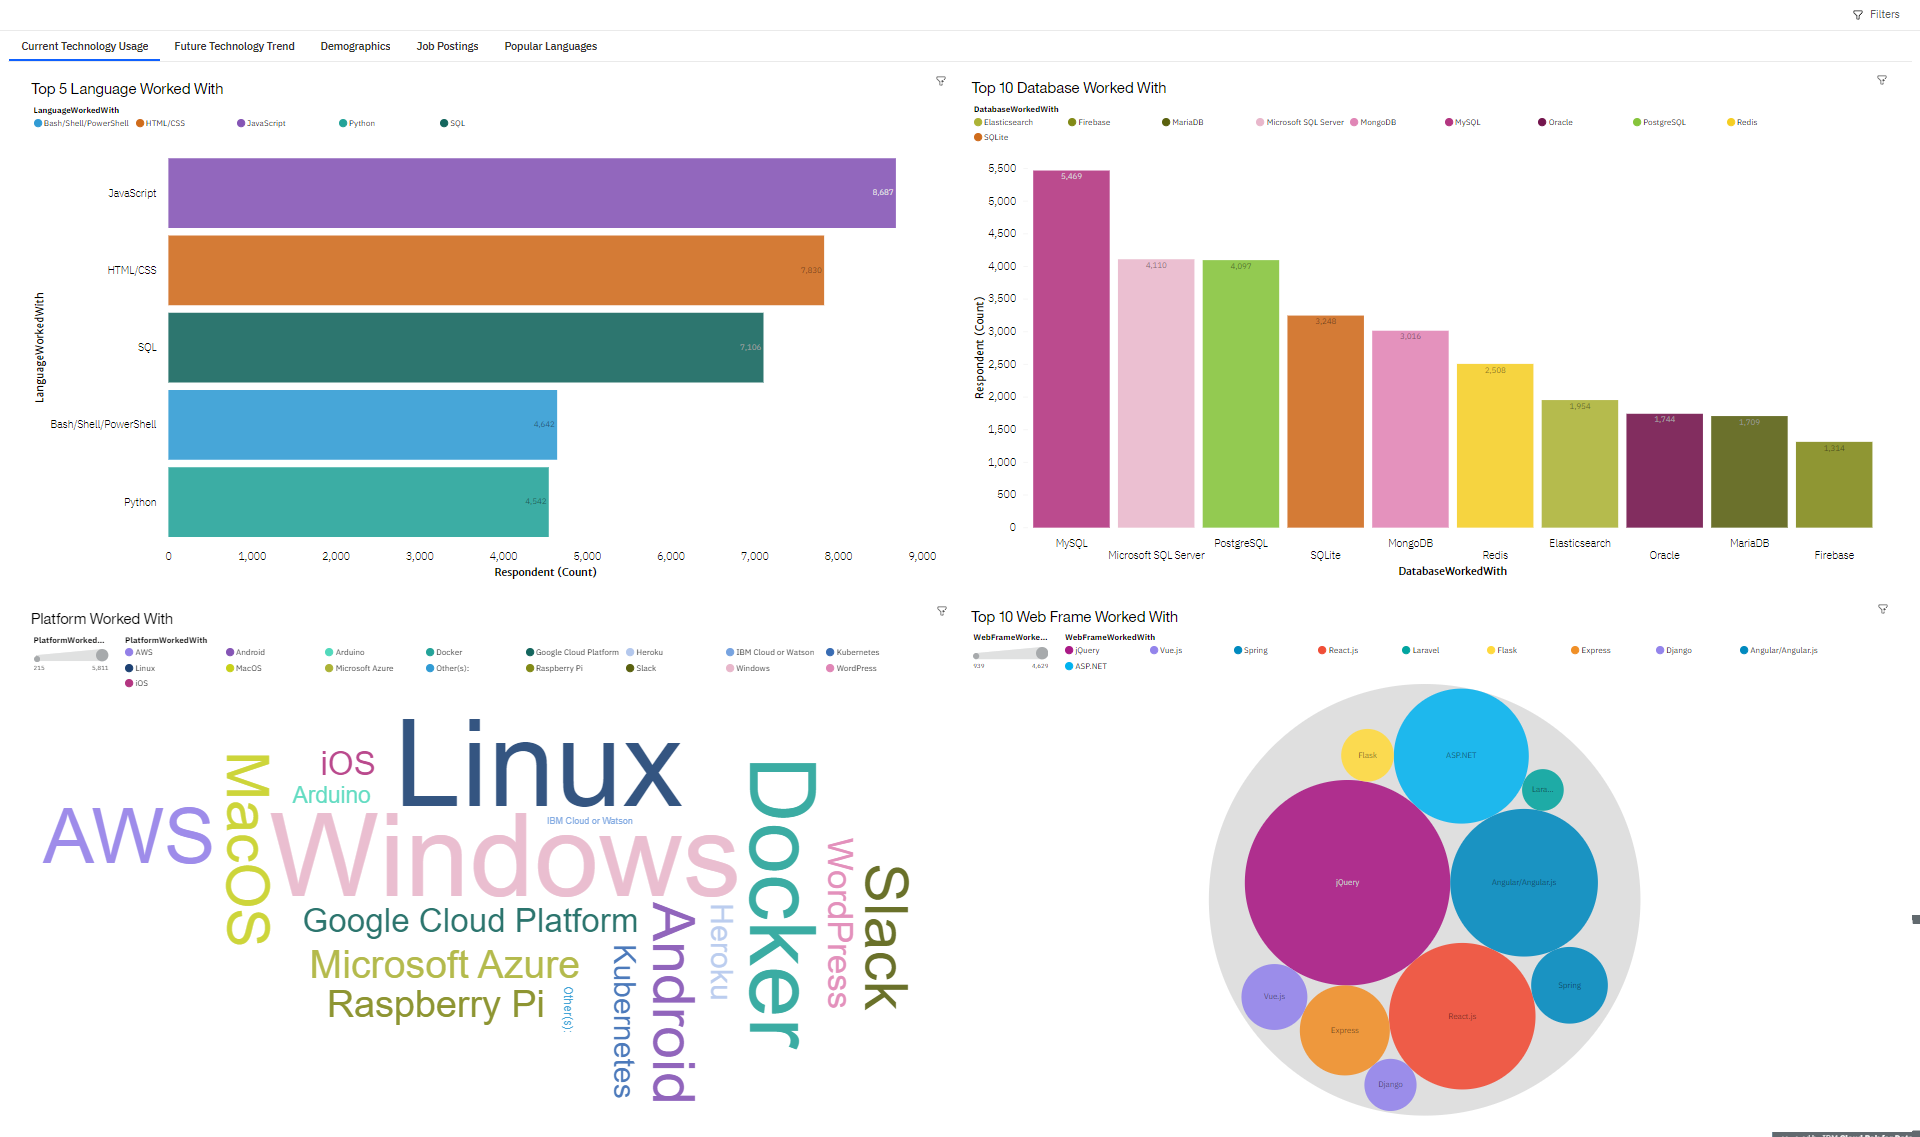 Filters
Current Technology Usage Future Technology Trend Demographics Job Postings Popular Languages
Top 5 Language Worked With
LanguageWorkedWith
Bash/Shell/PowerShell HTML/CSS JavaScript Python SQL
JavaScript
8,687
HTML/CSS
7,830
SQL
7,106
Bash/Shell/PowerShell
4,642
Python
4,542
LanguageWorkedWith
0 1,000 2,000 3,000 4,000 5,000 6,000 7,000 8,000 9,000
Respondent (Count)
Top 10 Database Worked With
DatabaseWorkedWith
Elasticsearch Firebase MariaDB Microsoft SQL Server MongoDB MySQL Oracle PostgreSQL Redis
SQLite
5,500
5,000
4,500
4,000
3,500
3,000
2,500
2,000
1,500
1,000
500
0
Respondent (Count)
5,469
4,110
4,097
3,248
3,016
2,508
1,954
1,744
1,709
1,314
MySQL
Microsoft SQL Server
PostgreSQL
SQLite
MongoDB
Redis
Elasticsearch
Oracle
MariaDB
Firebase
DatabaseWorkedWith
Platform Worked With
PlatformWorked...
215 5,811
PlatformWorkedWith
AWS Android Arduino Docker Google Cloud Platform Heroku IBM Cloud or Watson Kubernetes
Linux MacOS Microsoft Azure Other(s): Raspberry Pi Slack Windows WordPress
iOS
Linux
iOS
Arduino
MacOS
AWS
IBM Cloud or Watson
Windows
Docker
WordPress
Slack
Google Cloud Platform
Android
Heroku
Microsoft Azure
Kubernetes
Raspberry Pi
Other(s):
Top 10 Web Frame Worked With
WebFrameWorke...
939 4,629
WebFrameWorkedWith
jQuery Vue.js Spring React.js Laravel Flask Express Django Angular/Angular.js
ASP.NET
Flask
ASP.NET
Lara...
jQuery
Angular/Angular.js
Spring
Vue.js
React.js
Express
Django